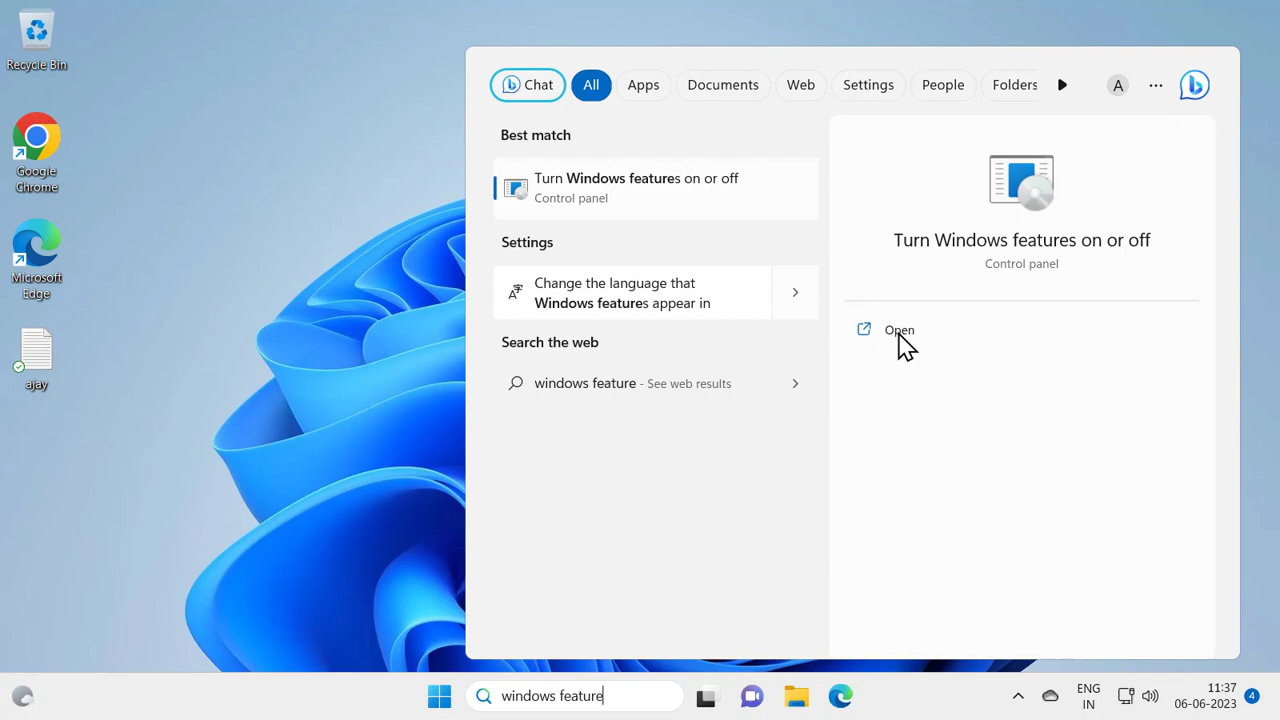 Recycle Bin
Google
Chrome
Microsoft
Edge
ajay
Chat
All
Apps
Documents
Web
Settings
People
Folders
A
Best match
Turn Windows features on or off
Control panel
Settings
Change the language that
Windows features appear in
Search the web
windows feature - See web results
Turn Windows features on or off
Control panel
Open
windows feature
ENG
IN
11:37
06-06-2023
4